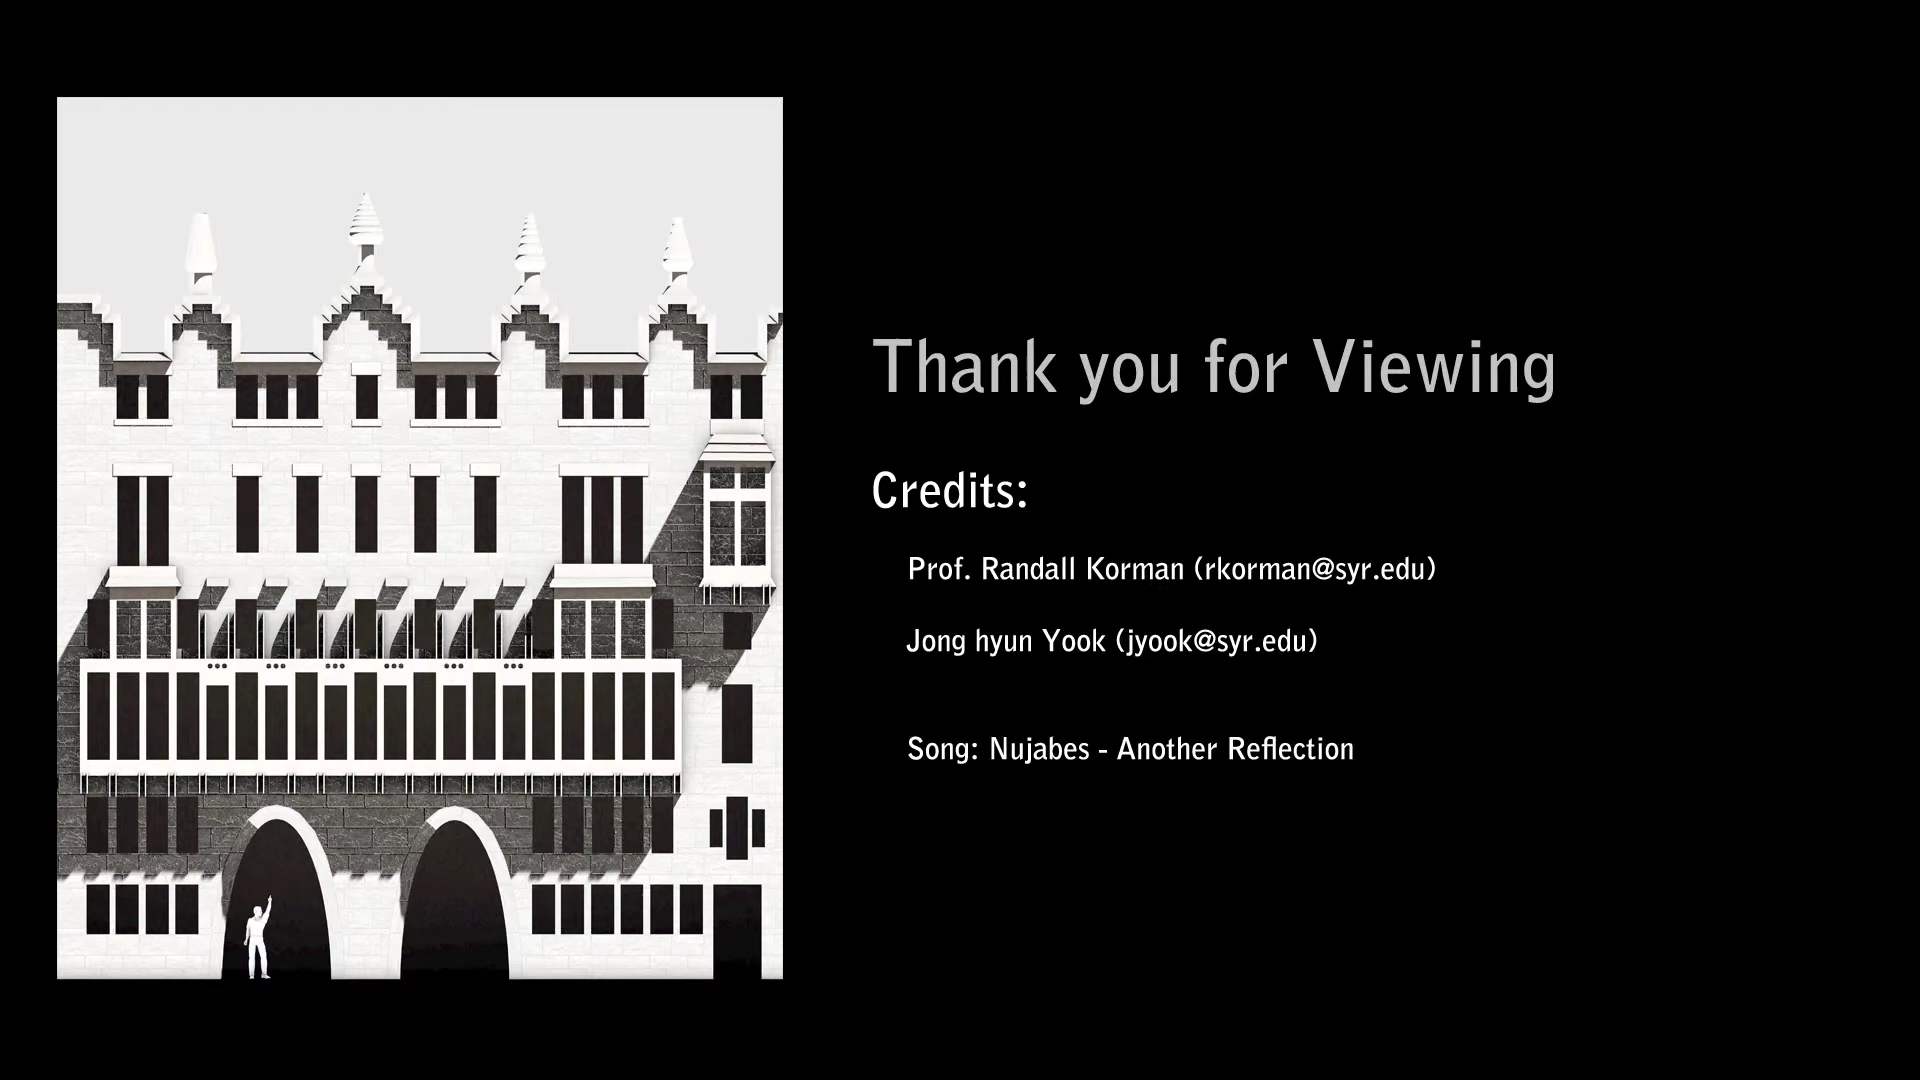 Thank you for Viewing
Credits:
Prof. Randall Korman (rkorman@syr.edu)
Jong hyun Yook (jyook@syr.edu)
Song: Nujabes - Another Reflection